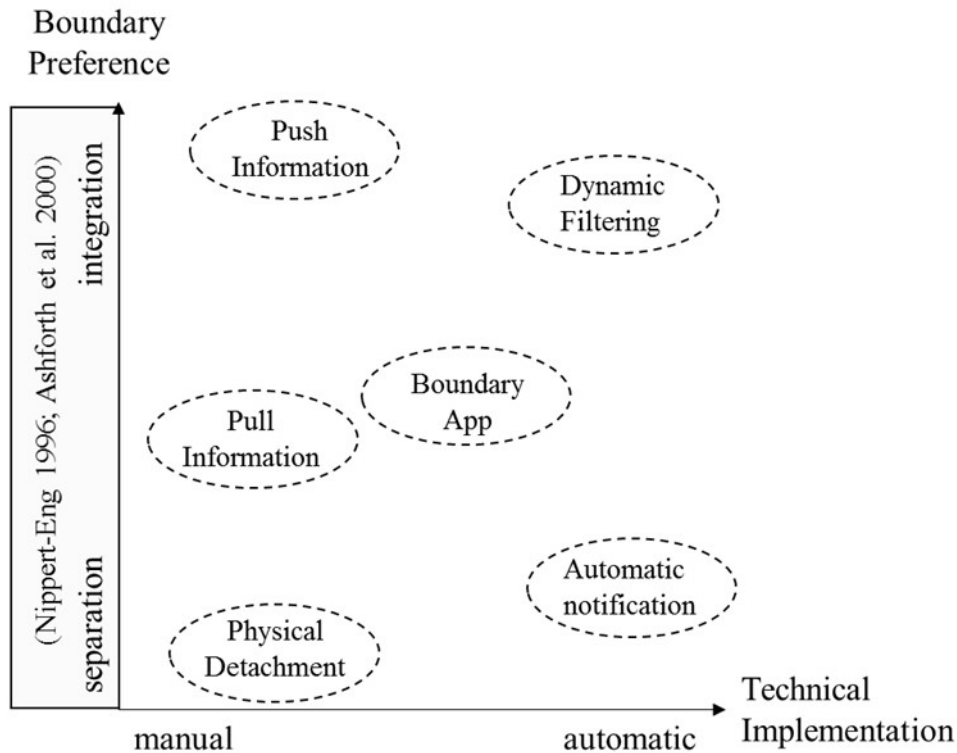 Boundary
Preference
(Nippert-Eng 1996; Ashforth et al. 2000)
integration
separation
Push
Information
Dynamic
Filtering
Boundary
App
Pull
Information
Automatic
notification
Physical
Detachment
Technical
Implementation
manual
automatic